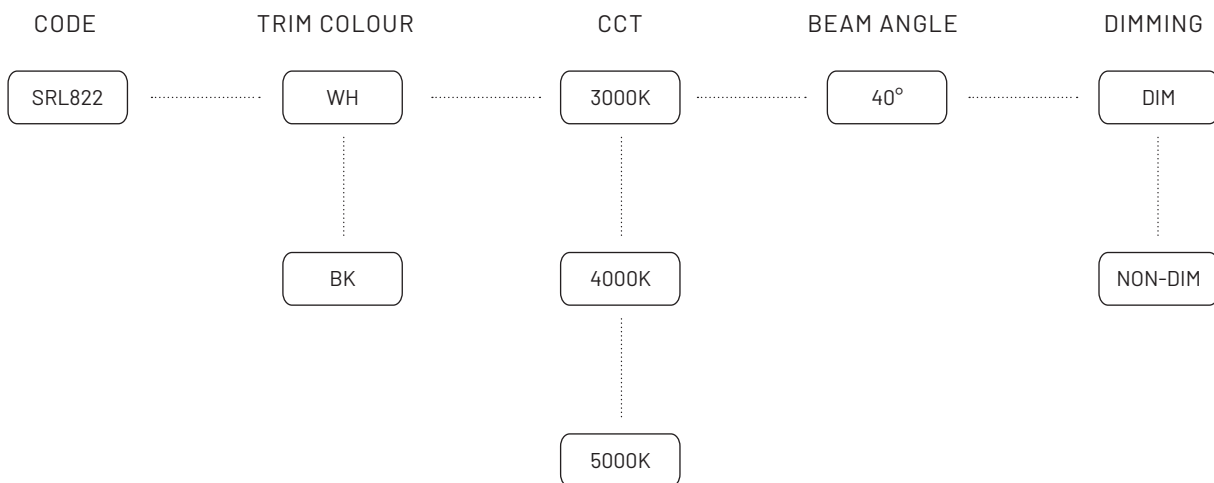 CODE TRIM COLOUR CCT BEAM ANGLE DIMMING
SRL822 WH 3000K 40° DIM
BK 4000K NON-DIM
5000K